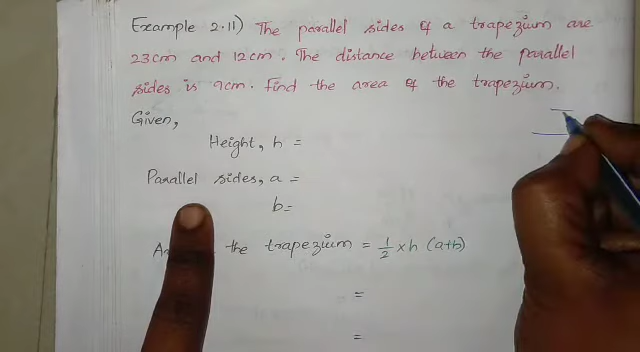 Example 2.11) The parallel sides of a trapezium are
23cm and 12cm. The distance between the parallel
sides is 9cm. Find the area of the trapezium.
Given,
Height, h =
Parallel sides, a =
b=
the trapezium = 1/2 x h (a+b)
=
=